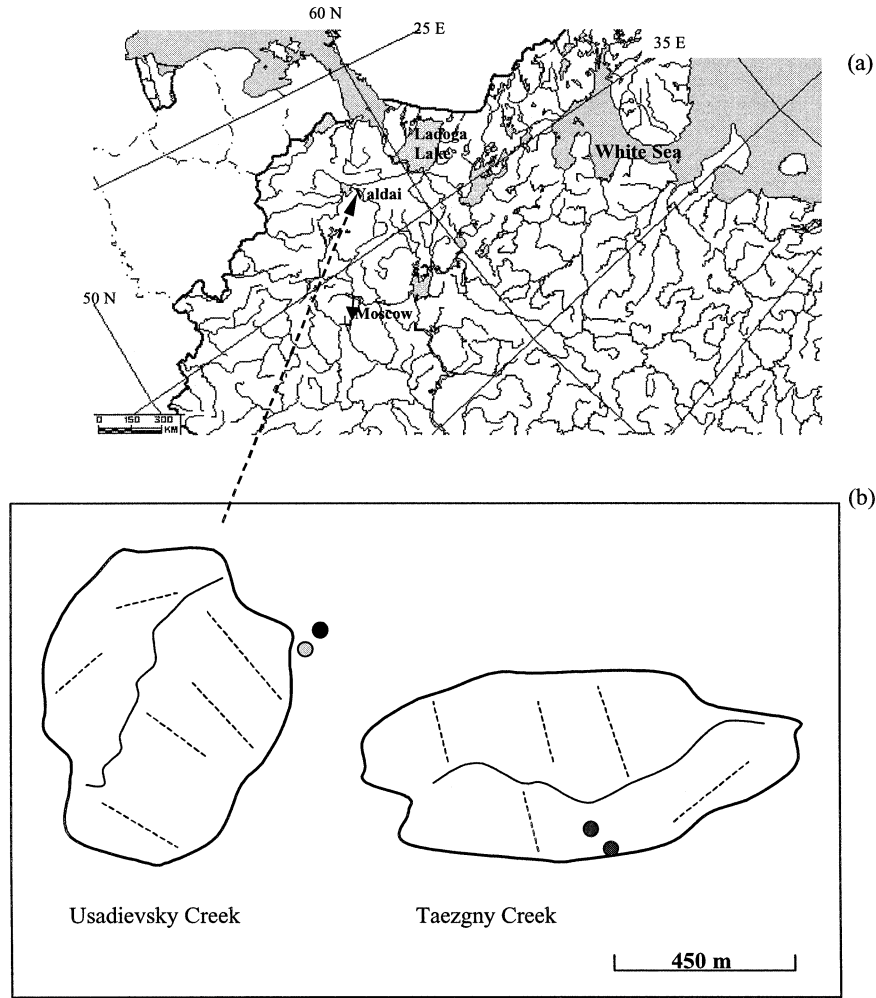 60 N
25 E
35 E
(a)
Ladoga
Lake
White Sea
Valdai
50 N
Moscow
0 150 300
KM
(b)
Usadievsky Creek
Taezgny Creek
450 m